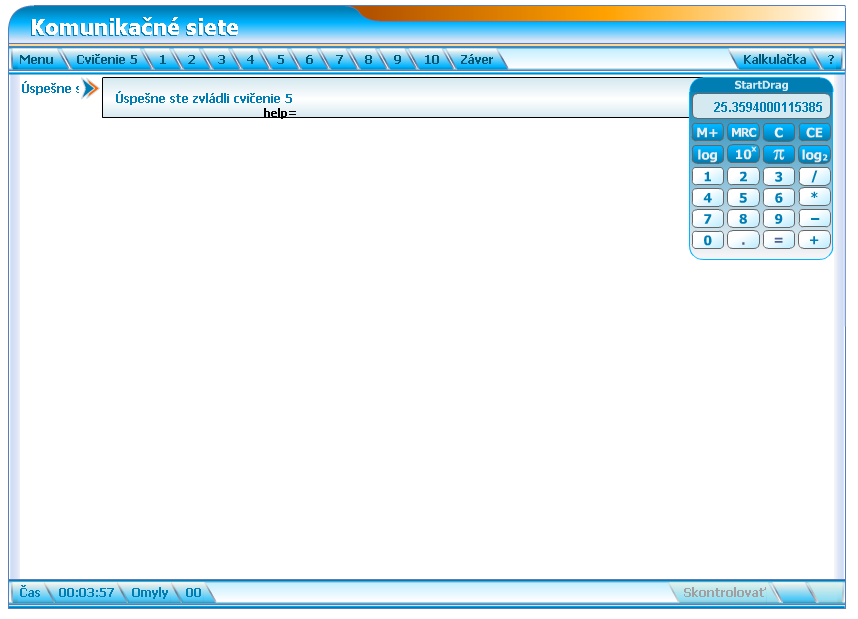 Komunikačné siete
Menu Cvičenie 5 1 2 3 4 5 6 7 8 9 10 Záver Kalkulačka ?
Úspešne s
Úspešne ste zvládli cvičenie 5
help=
StartDrag
25.3594000115385
M+ MRC C CE
log 10ˣ π log₂
1 2 3 /
4 5 6 *
7 8 9 −
0 . = +
Čas 00:03:57 Omyly 00 Skontrolovať